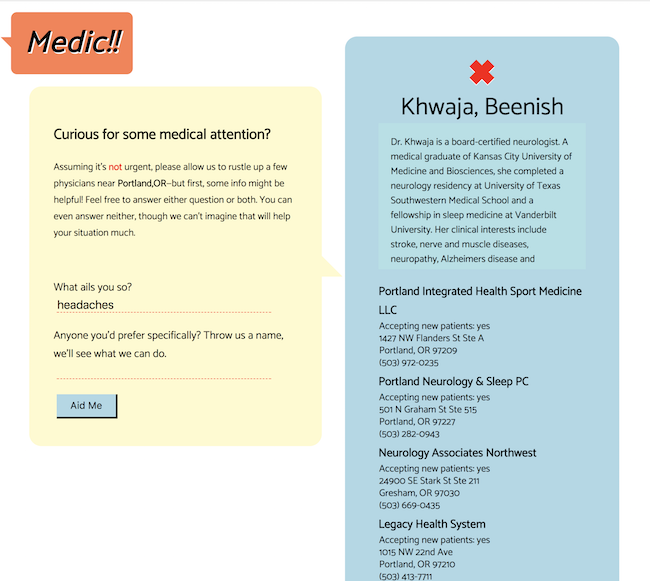 Medic!!
Curious for some medical attention?
Assuming it's not urgent, please allow us to rustle up a few
physicians near Portland,OR—but first, some info might be
helpful! Feel free to answer either question or both. You can
even answer neither, though we can't imagine that will help
your situation much.
What ails you so?
headaches
Anyone you'd prefer specifically? Throw us a name,
we'll see what we can do.
Aid Me
Khwaja, Beenish
Dr. Khwaja is a board-certified neurologist. A
medical graduate of Kansas City University of
Medicine and Biosciences, she completed a
neurology residency at University of Texas
Southwestern Medical School and a
fellowship in sleep medicine at Vanderbilt
University. Her clinical interests include
stroke, nerve and muscle diseases,
neuropathy, Alzheimers disease and
Portland Integrated Health Sport Medicine
LLC
Accepting new patients: yes
1427 NW Flanders St Ste A
Portland, OR 97209
(503) 972-0235
Portland Neurology & Sleep PC
Accepting new patients: yes
501 N Graham St Ste 515
Portland, OR 97227
(503) 282-0943
Neurology Associates Northwest
Accepting new patients: yes
24900 SE Stark St Ste 211
Gresham, OR 97030
(503) 669-0435
Legacy Health System
Accepting new patients: yes
1015 NW 22nd Ave
Portland, OR 97210
(503) 413-7711